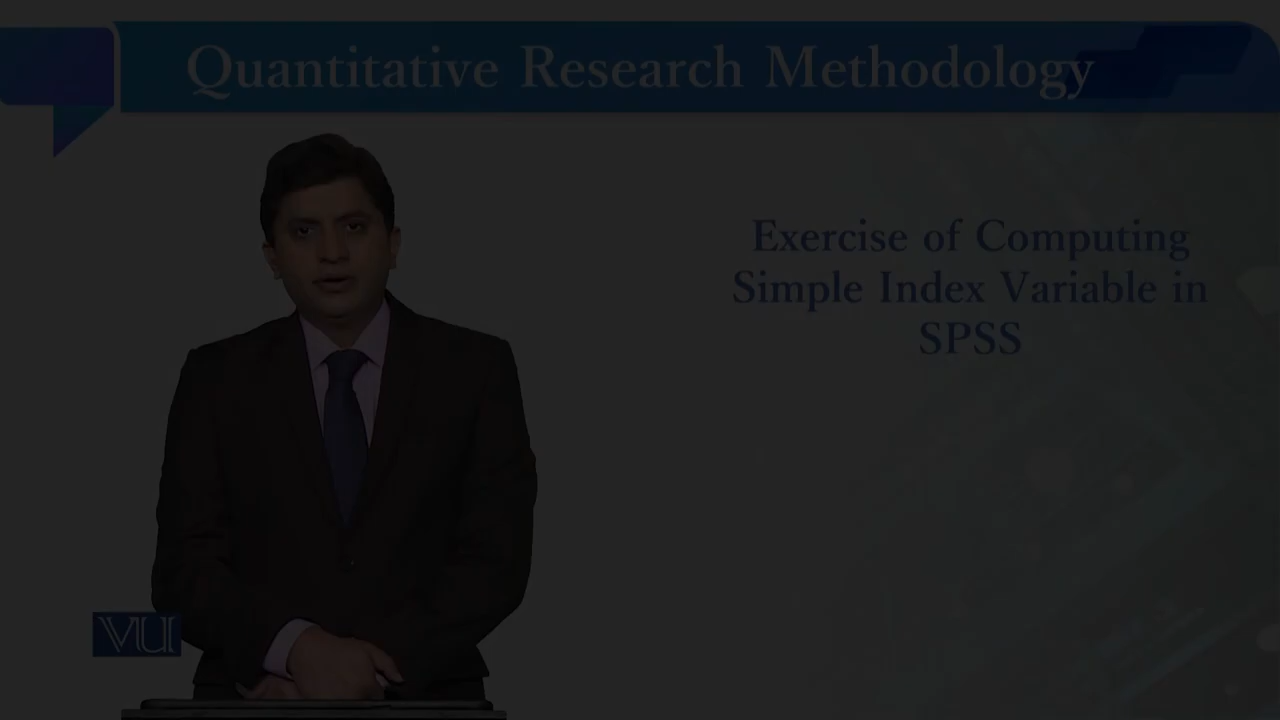 Quantitative Research Methodology
Exercise of Computing
Simple Index Variable in
SPSS
VU